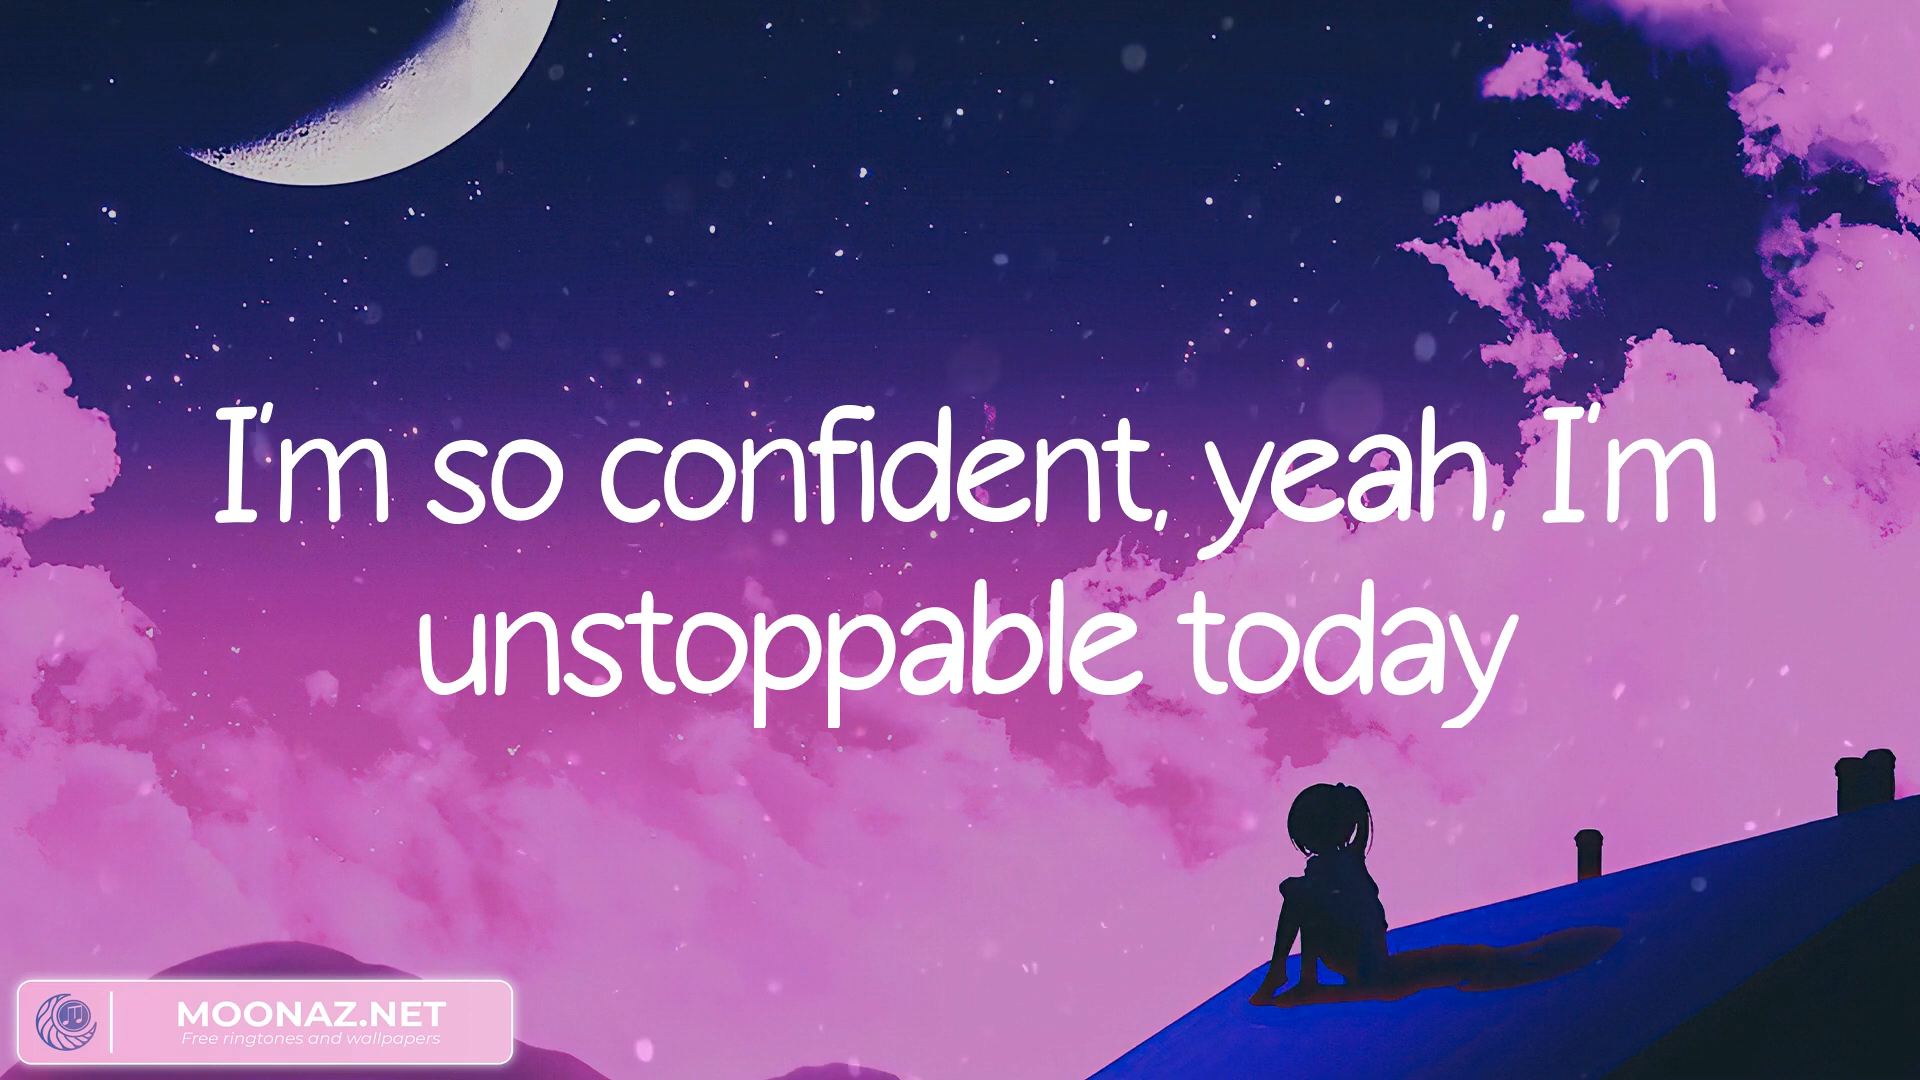 I'm so confident, yeah, I'm
unstoppable today
MOONAZ.NET
Free ringtones and wallpapers